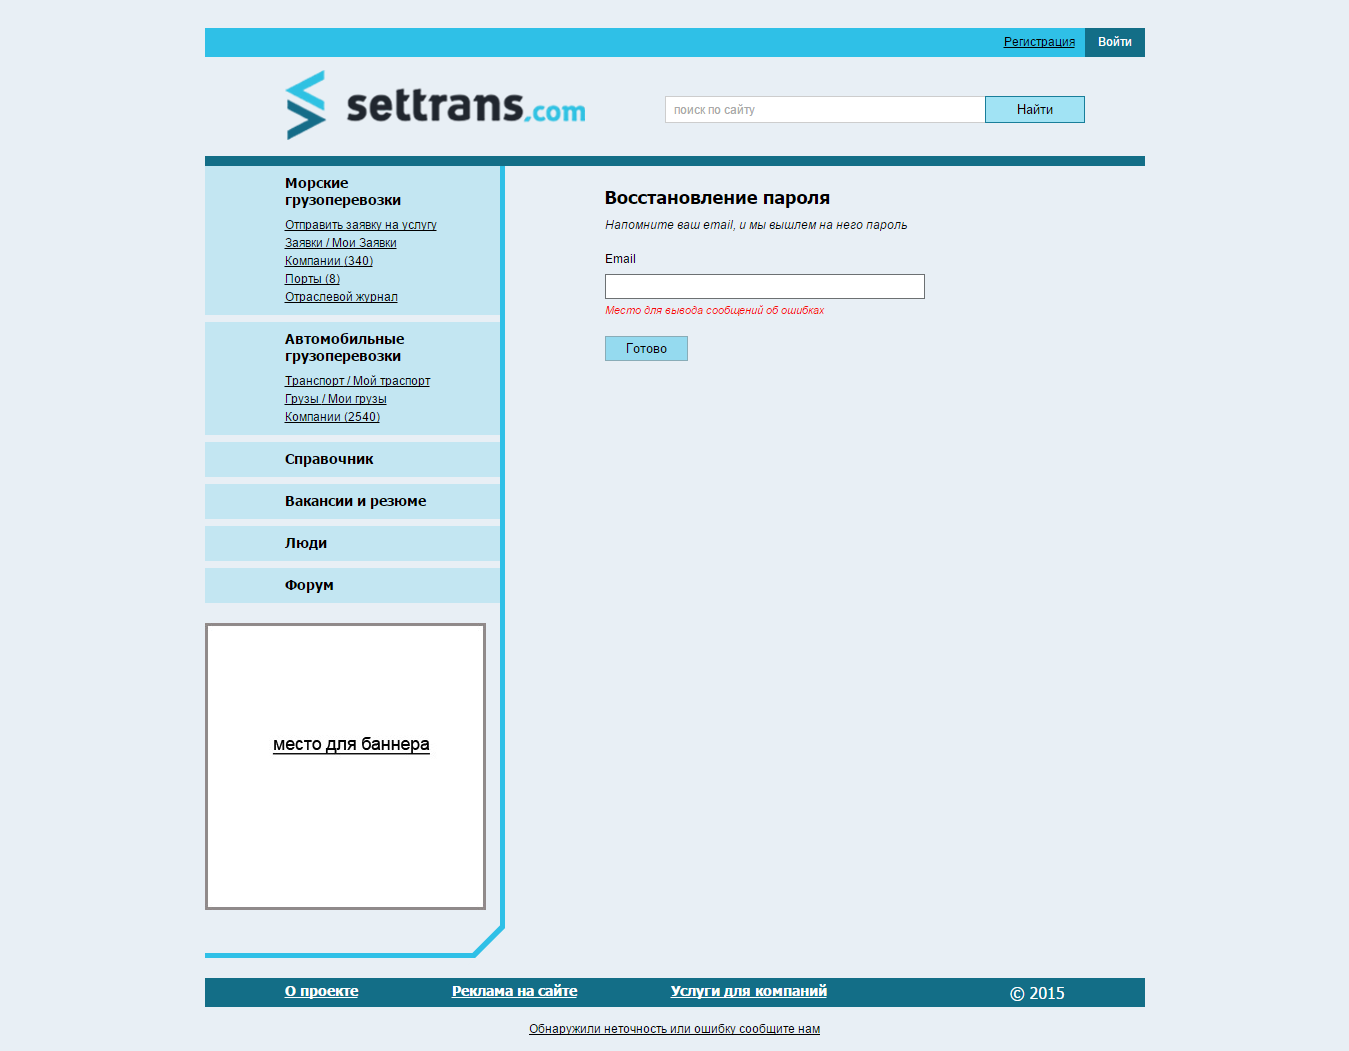 Регистрация
Войти
settrans.com
поиск по сайту
Найти
Морские
грузоперевозки
Отправить заявку на услугу
Заявки / Мои Заявки
Компании (340)
Порты (8)
Отраслевой журнал
Автомобильные
грузоперевозки
Транспорт / Мой траспорт
Грузы / Мои грузы
Компании (2540)
Справочник
Вакансии и резюме
Люди
Форум
место для баннера
Восстановление пароля
Напомните ваш email, и мы вышлем на него пароль
Email
Место для вывода сообщений об ошибках
Готово
О проекте
Реклама на сайте
Услуги для компаний
© 2015
Обнаружили неточность или ошибку сообщите нам